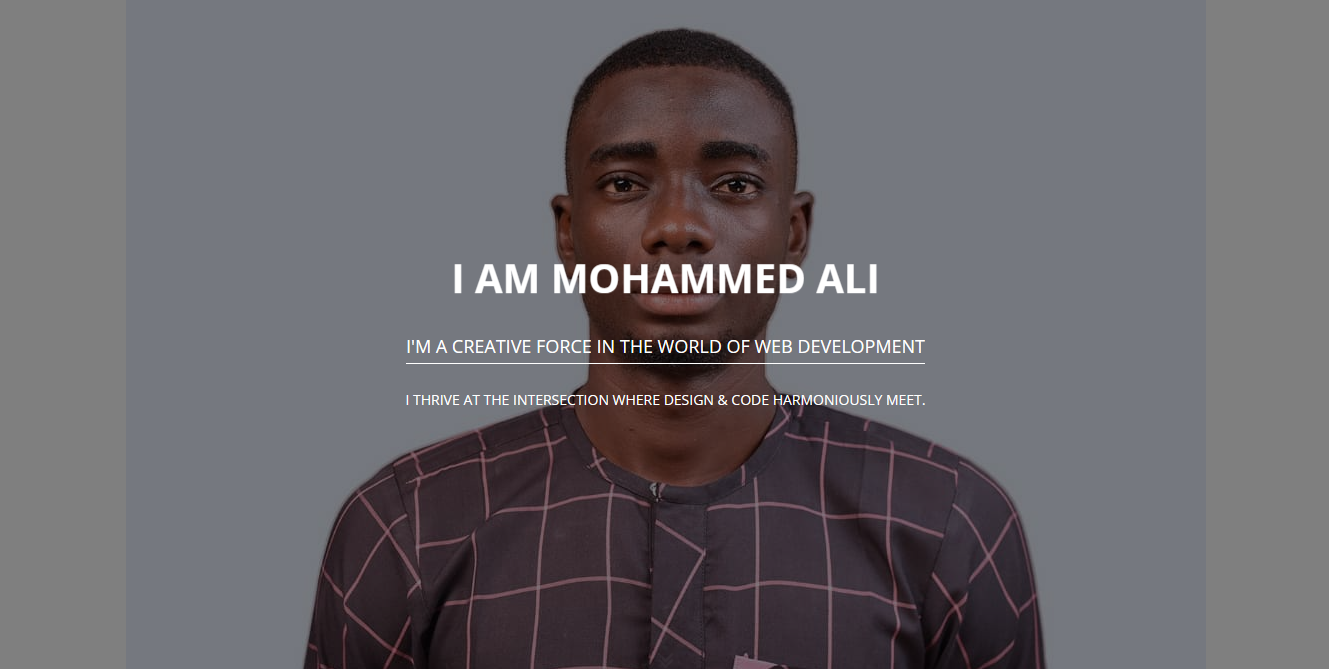 I AM MOHAMMED ALI
I'M A CREATIVE FORCE IN THE WORLD OF WEB DEVELOPMENT
I THRIVE AT THE INTERSECTION WHERE DESIGN & CODE HARMONIOUSLY MEET.